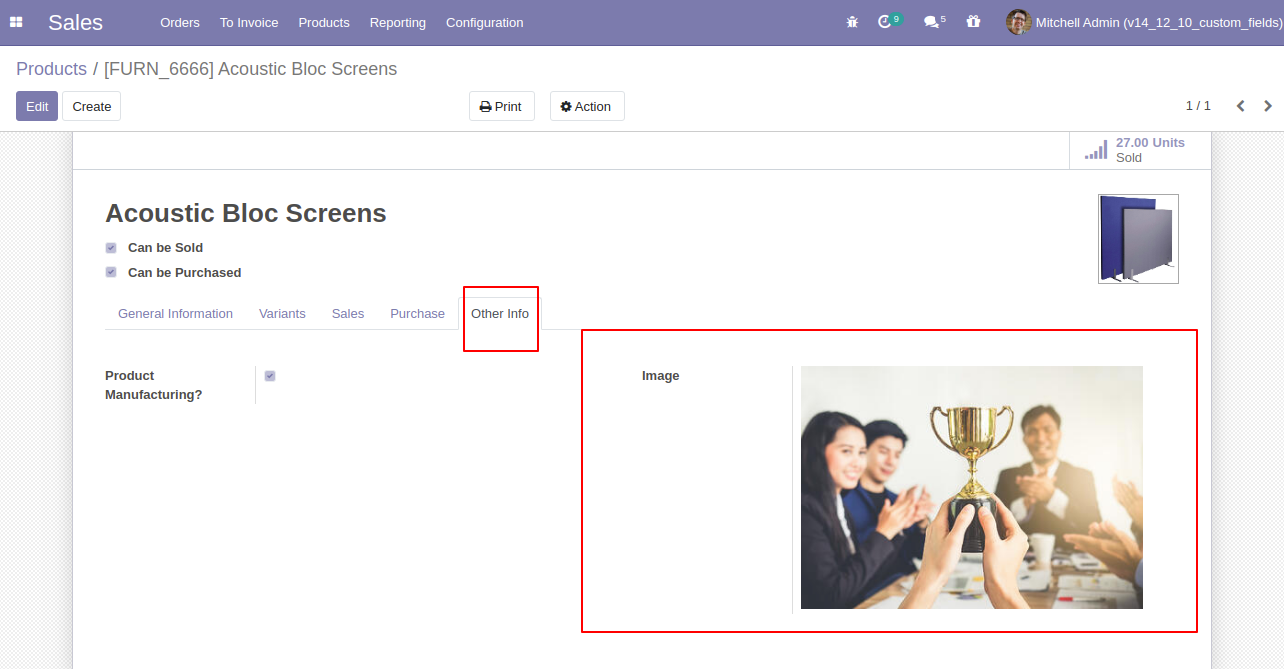 Sales
Orders
To Invoice
Products
Reporting
Configuration
9
5
Mitchell Admin (v14_12_10_custom_fields)
Products / [FURN_6666] Acoustic Bloc Screens
Edit
Create
Print
Action
1 / 1
27.00 Units
Sold
Acoustic Bloc Screens
Can be Sold
Can be Purchased
General Information
Variants
Sales
Purchase
Other Info
Product
Manufacturing?
Image